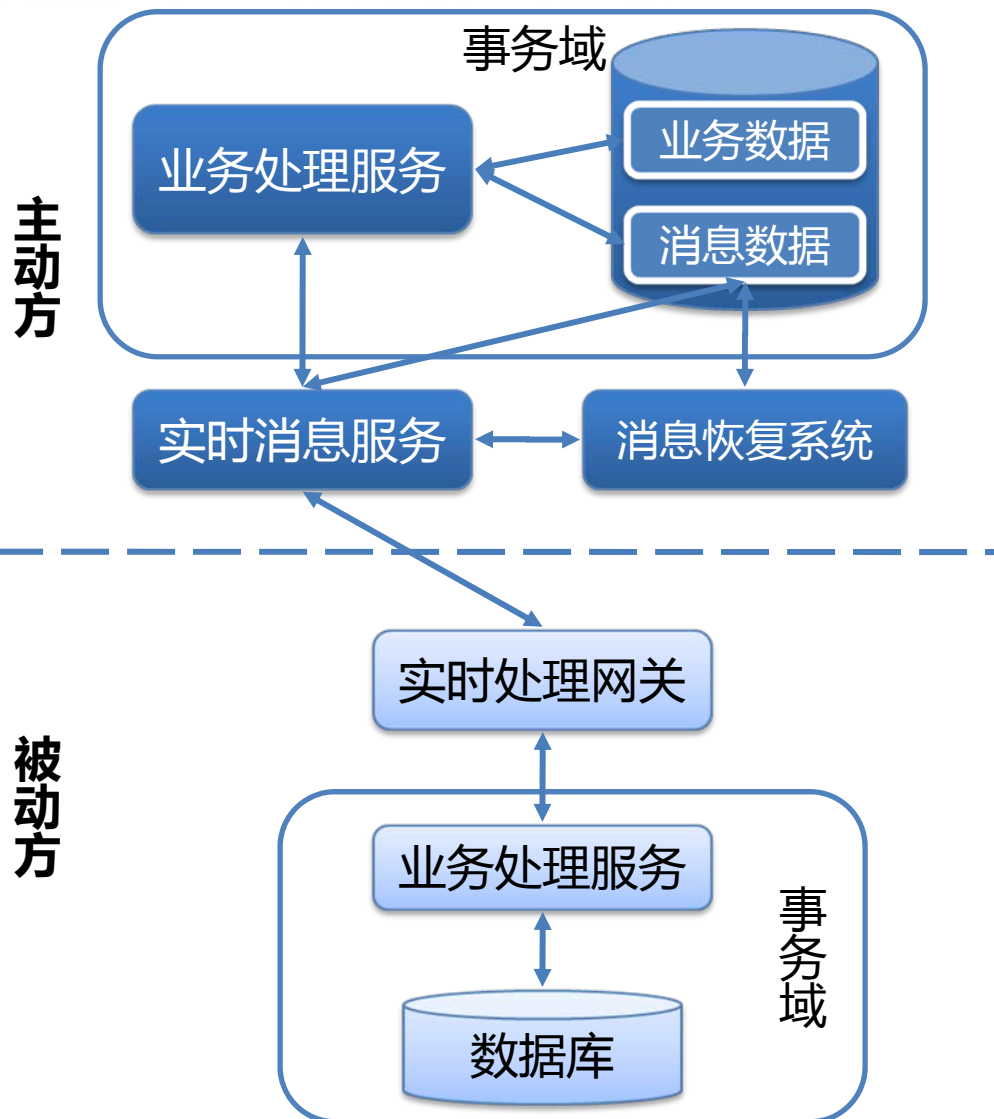 事务域
业务处理服务
业务数据
消息数据
主动方
实时消息服务
消息恢复系统
实时处理网关
被动方
业务处理服务
事务域
数据库